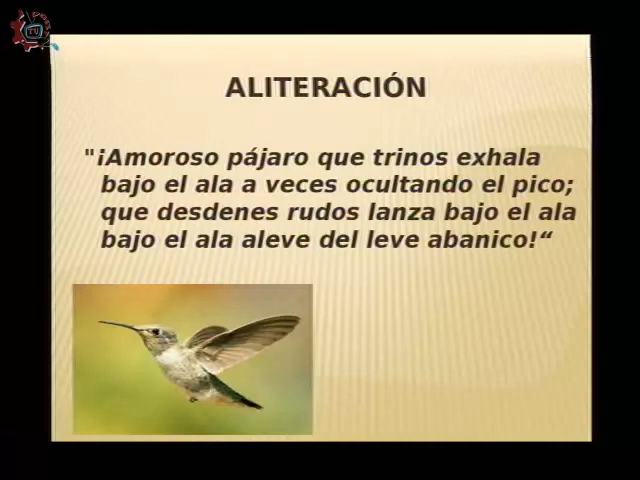 TV
ALITERACIÓN
"¡Amoroso pájaro que trinos exhala
bajo el ala a veces ocultando el pico;
que desdenes rudos lanza bajo el ala
bajo el ala aleve del leve abanico!“